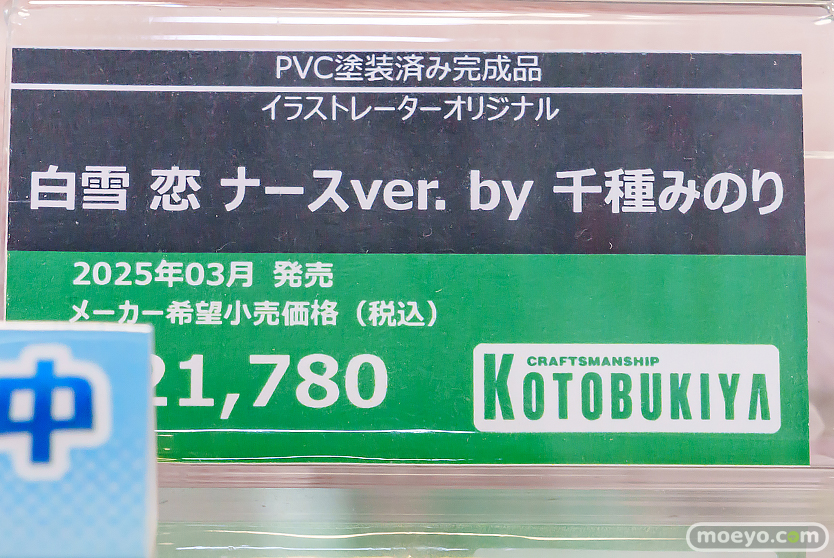 PVC塗装済み完成品
イラストレーターオリジナル
白雪 恋 ナースver. by 千種みのり
2025年03月 発売
メーカー希望小売価格（税込）
21,780
CRAFTSMANSHIP
KOTOBUKIYA
中
moeyo.com